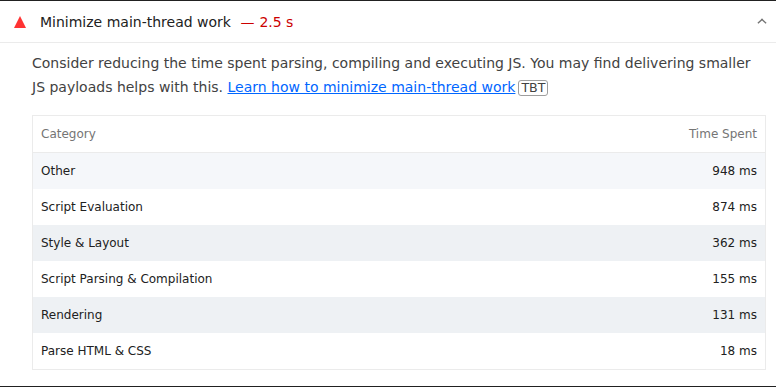 Minimize main-thread work — 2.5 s
Consider reducing the time spent parsing, compiling and executing JS. You may find delivering smaller
JS payloads helps with this. Learn how to minimize main-thread work TBT
Category Time Spent
Other 948 ms
Script Evaluation 874 ms
Style & Layout 362 ms
Script Parsing & Compilation 155 ms
Rendering 131 ms
Parse HTML & CSS 18 ms